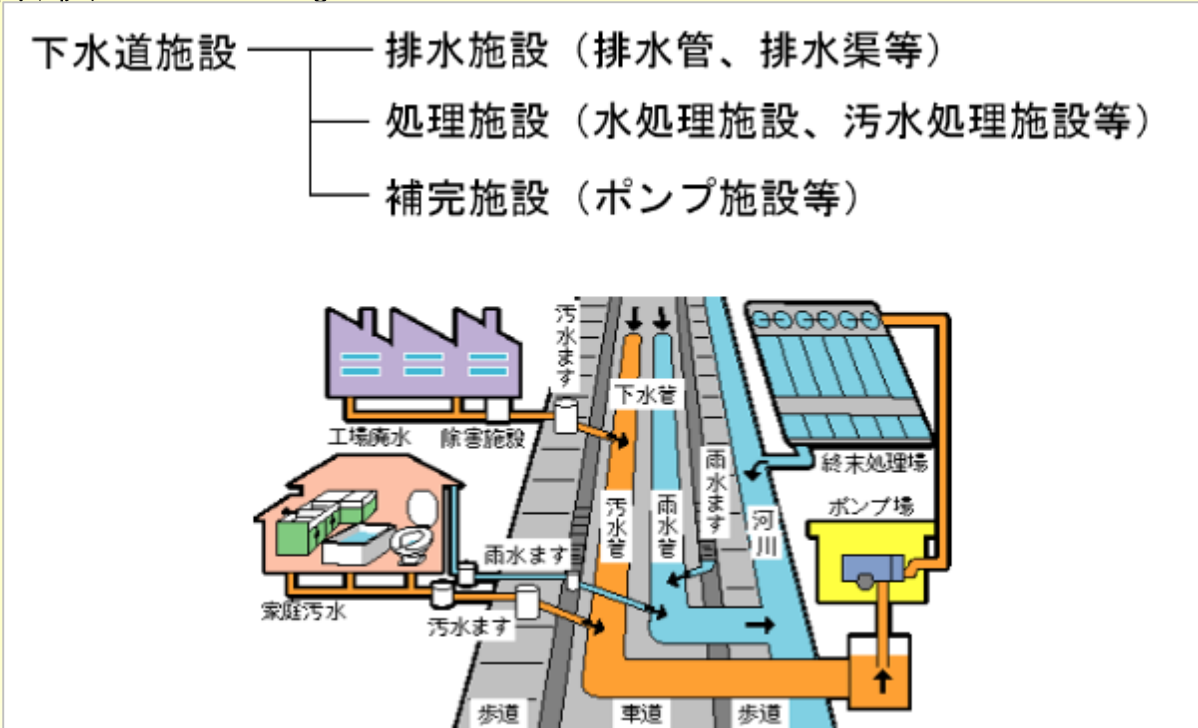 下水道施設
排水施設（排水管、排水渠等）
処理施設（水処理施設、汚水処理施設等）
補完施設（ポンプ施設等）
汚水ます
下水管
工場廃水
除害施設
終末処理場
雨水ます
ポンプ場
汚水管
雨水管
河川
雨水ます
家庭汚水
汚水ます
歩道
車道
歩道